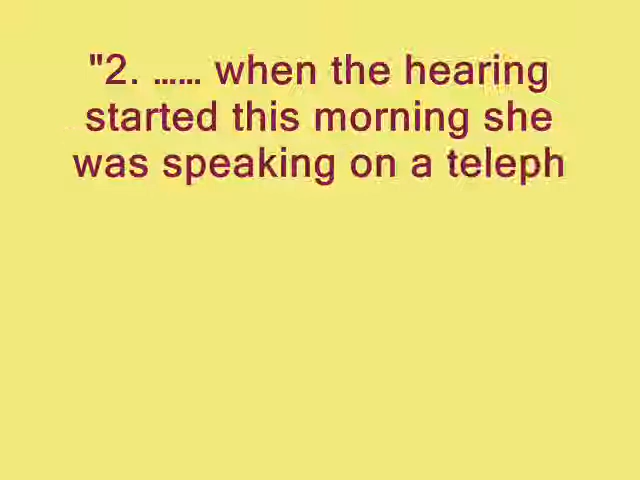 "2. …… when the hearing
started this morning she
was speaking on a teleph